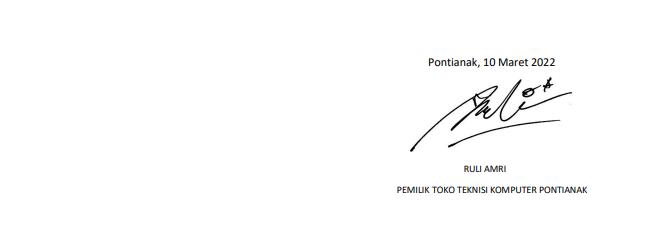 Pontianak, 10 Maret 2022
RULI AMRI
PEMILIK TOKO TEKNISI KOMPUTER PONTIANAK